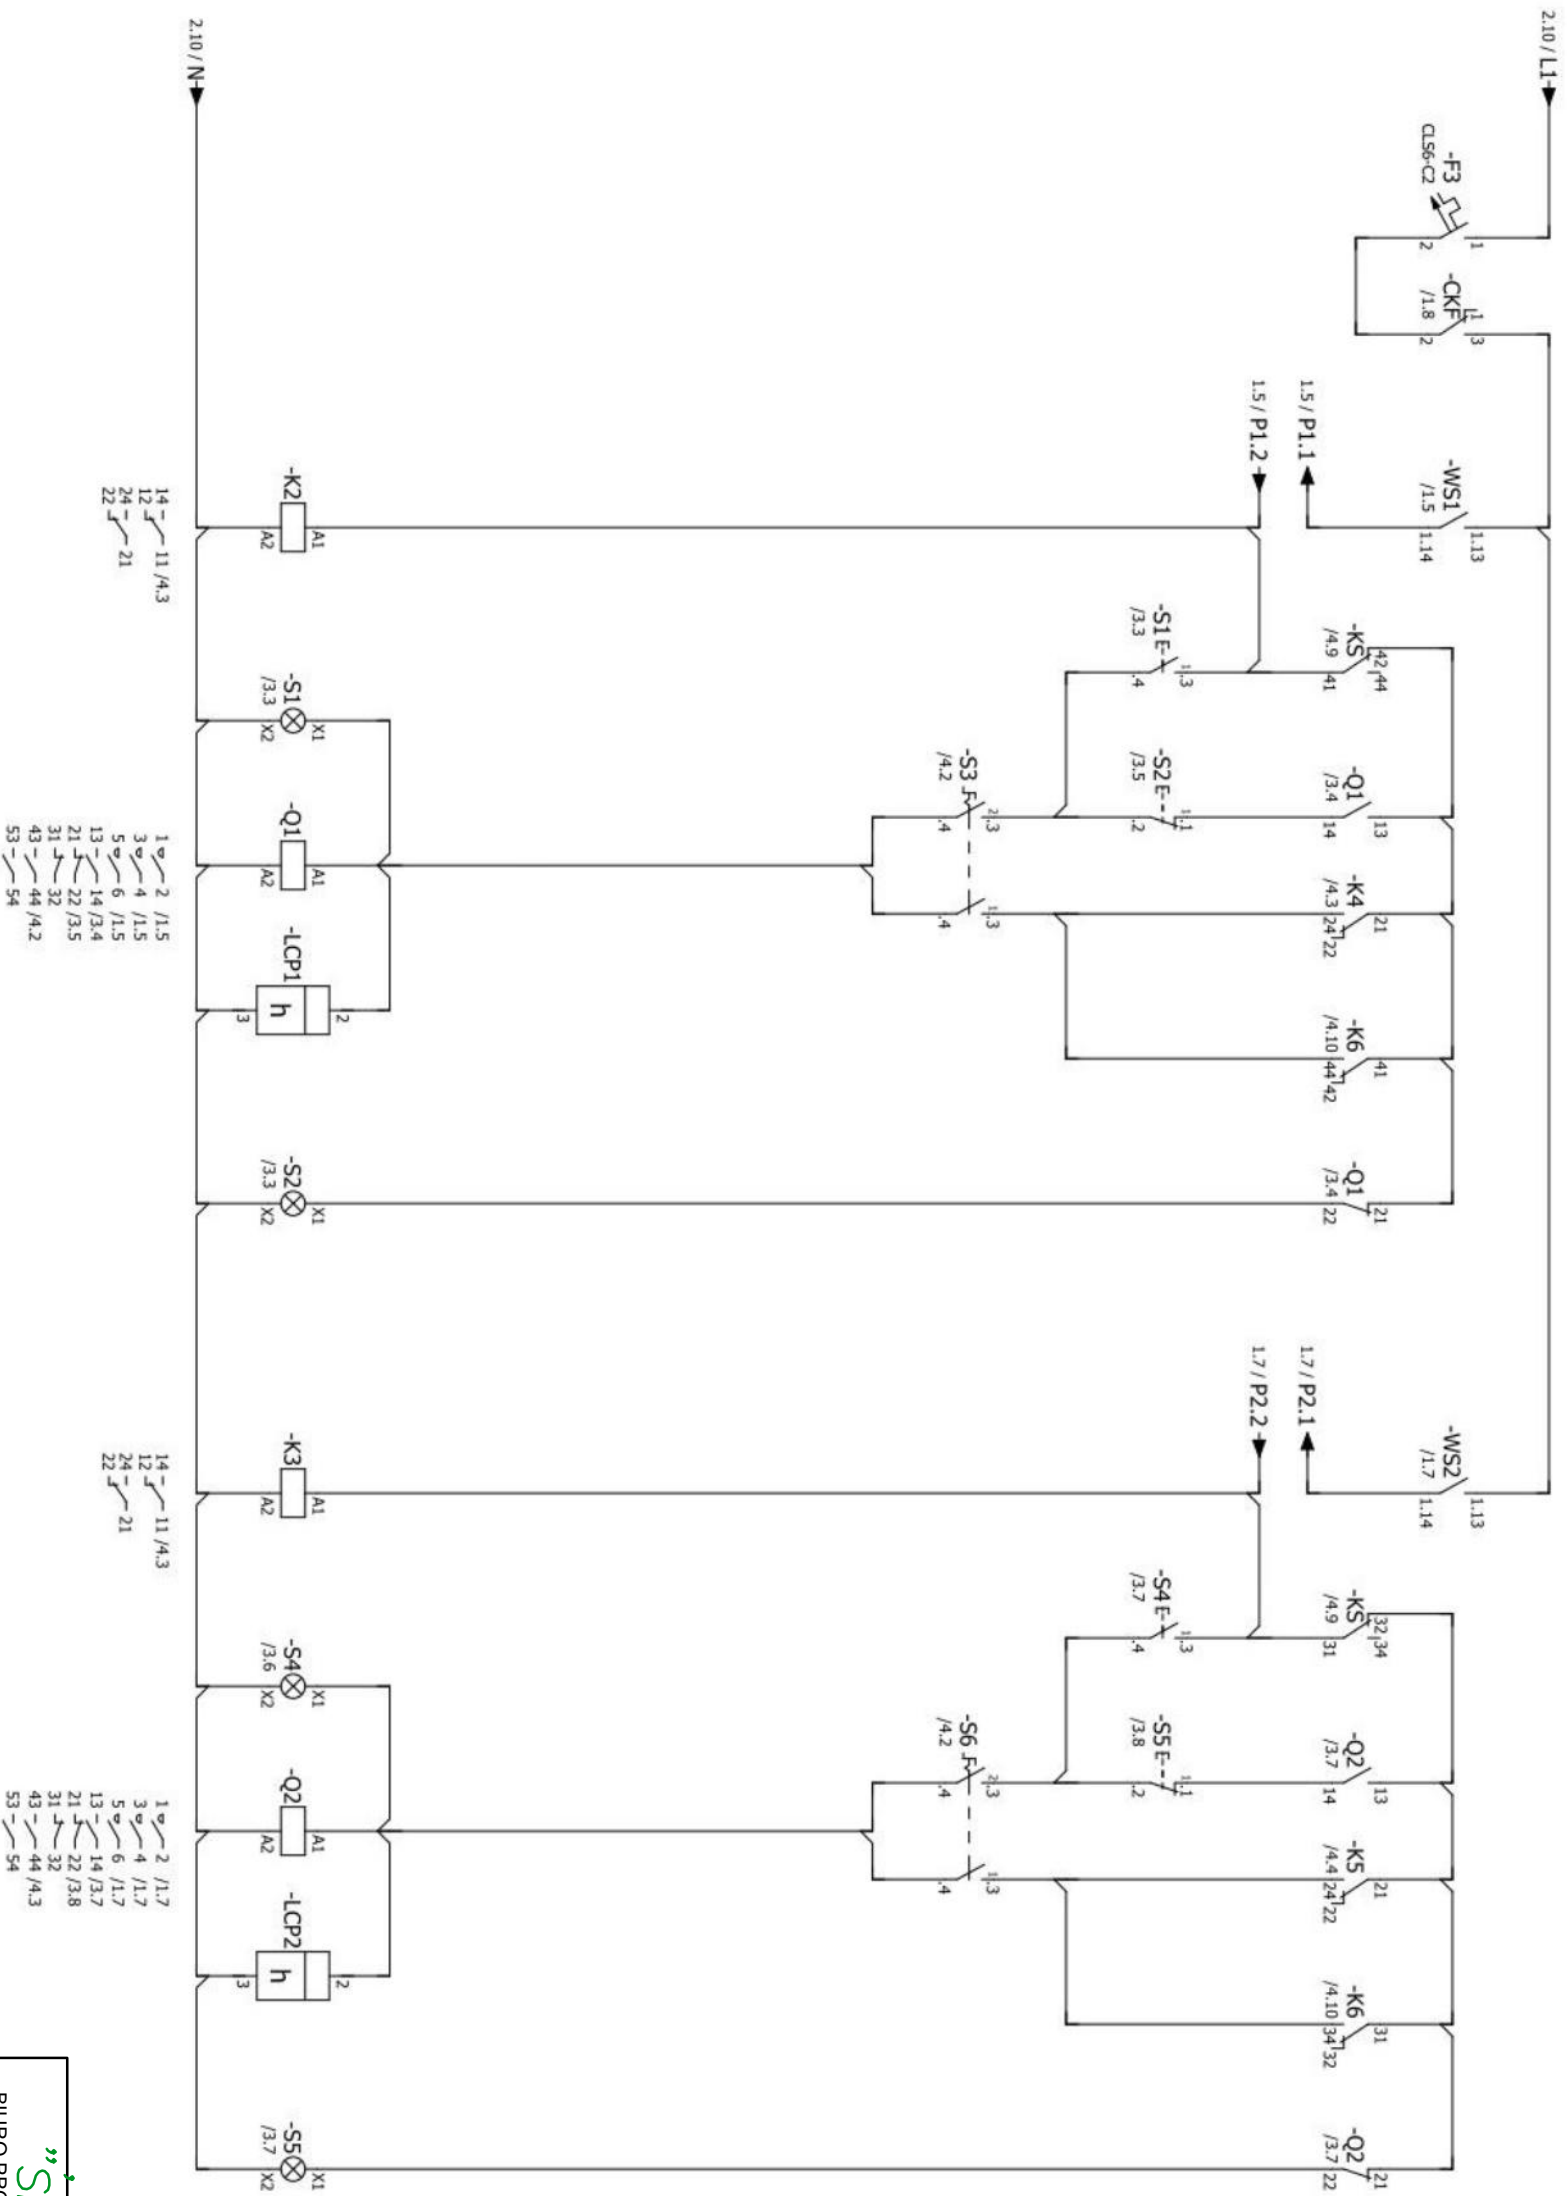 2.10 / L1
-F3
CLS6-C2
1
2
-CKF
/1.8
1
3
2
-WS1
/1.5
1.13
1.14
-WS2
/1.7
1.13
1.14
1.5 / P1.1
1.5 / P1.2
1.7 / P2.1
1.7 / P2.2
-KS
/4.9
42
44
41
-Q1
/3.4
13
14
-K4
/4.3
21
24
22
-K6
/4.10
41
44
42
-Q1
/3.4
21
22
-KS
/4.9
32
34
31
-Q2
/3.7
13
14
-K5
/4.4
21
24
22
-K6
/4.10
31
34
32
-Q2
/3.7
21
22
-S1
/3.3
1
.3
.4
-S2
/3.5
1
.1
.2
-S4
/3.7
1
.3
.4
-S5
/3.8
1
.1
.2
-S3
/4.2
2
.3
.4
1
.3
.4
-S6
/4.2
2
.3
.4
1
.3
.4
-K2
A1
A2
-S1
/3.3
X1
X2
-Q1
A1
A2
-LCP1
h
2
3
-S2
/3.3
X1
X2
-K3
A1
A2
-S4
/3.6
X1
X2
-Q2
A1
A2
-LCP2
h
2
3
-S5
/3.7
X1
X2
2.10 / N
14
12
11 /4.3
24
22
21
1 2 /1.5
3 4 /1.5
5 6 /1.5
13 14 /3.4
21 22 /3.5
31 32
43 44 /4.2
53 54
14
12
11 /4.3
24
22
21
1 2 /1.7
3 4 /1.7
5 6 /1.7
13 14 /3.7
21 22 /3.8
31 32
43 44 /4.3
53 54
BIURO